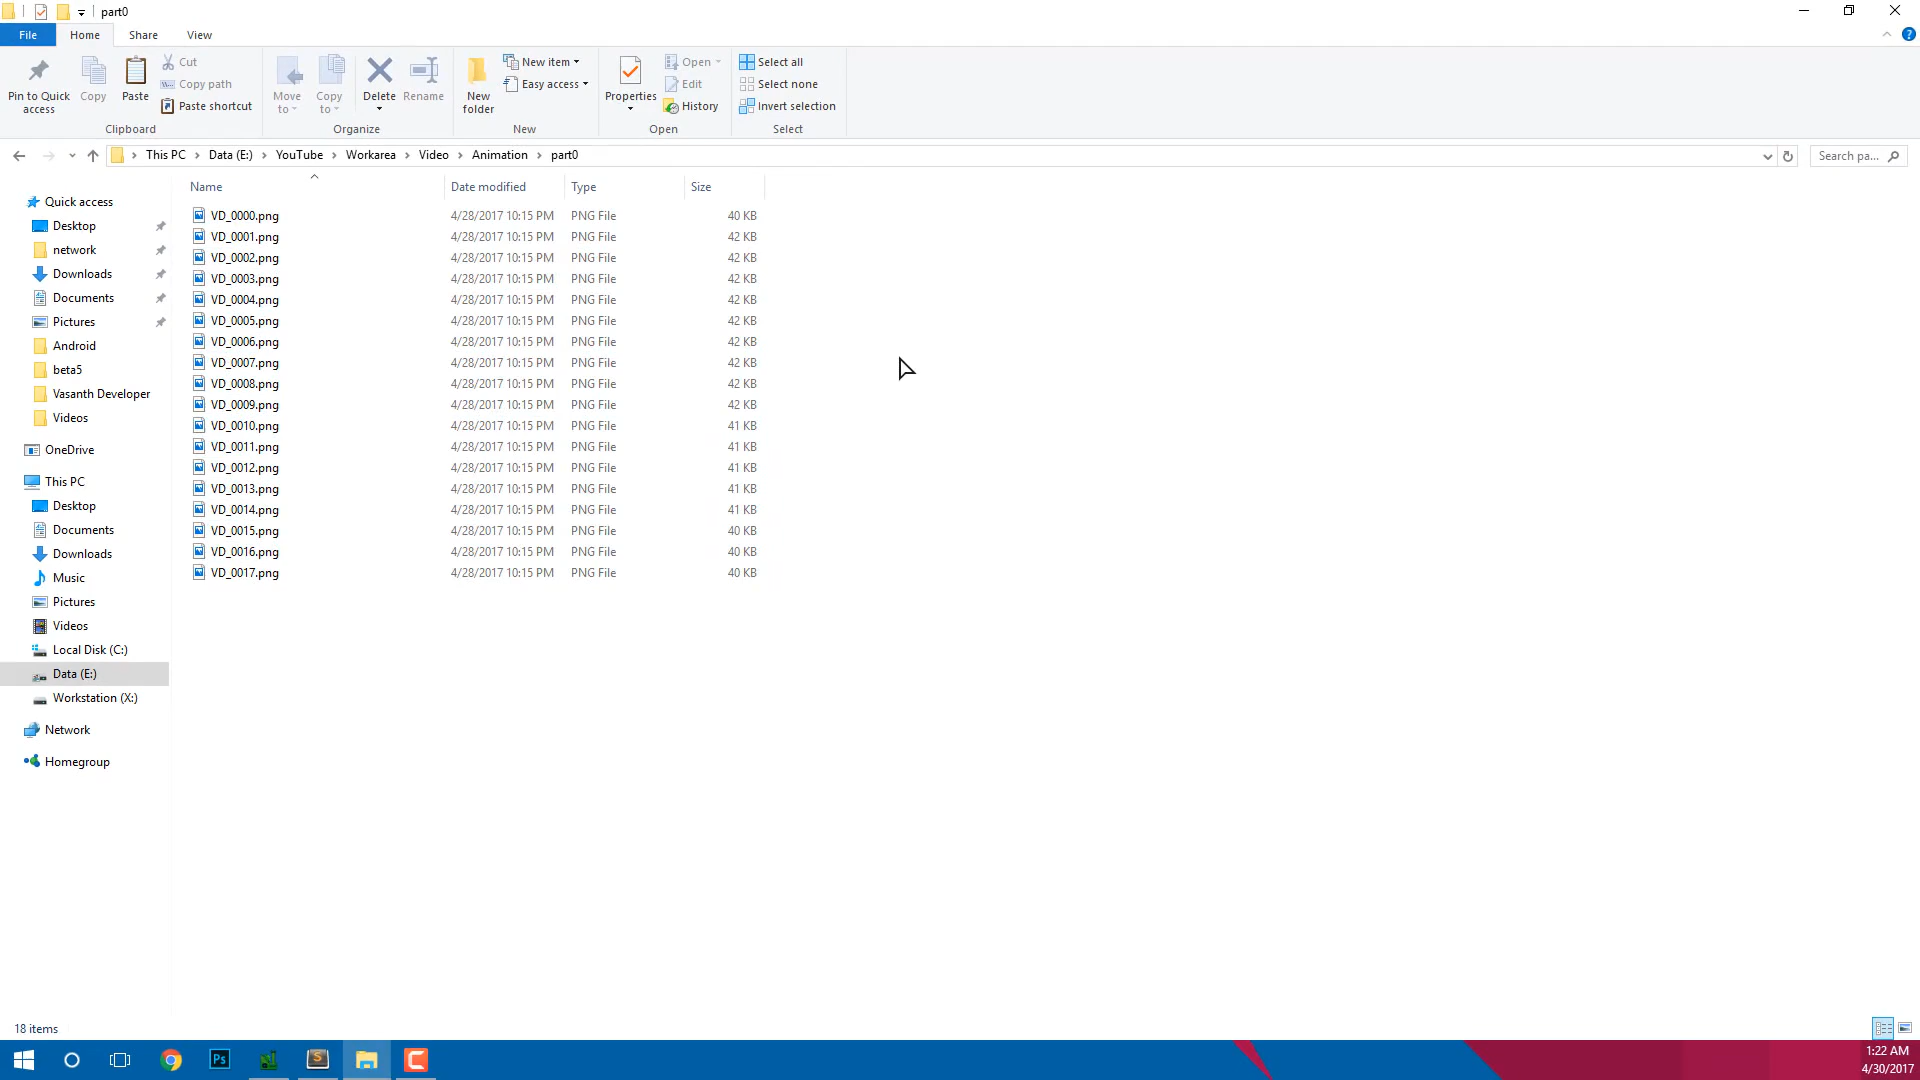 part0
File Home Share View
Pin to Quick access
Copy
Paste
Cut
Copy path
Paste shortcut
Clipboard
Move to
Copy to
Delete
Rename
Organize
New folder
New item
Easy access
New
Properties
Open
Edit
History
Open
Select all
Select none
Invert selection
Select
This PC > Data (E:) > YouTube > Workarea > Video > Animation > part0
Search pa...
Name Date modified Type Size
VD_0000.png 4/28/2017 10:15 PM PNG File 40 KB
VD_0001.png 4/28/2017 10:15 PM PNG File 42 KB
VD_0002.png 4/28/2017 10:15 PM PNG File 42 KB
VD_0003.png 4/28/2017 10:15 PM PNG File 42 KB
VD_0004.png 4/28/2017 10:15 PM PNG File 42 KB
VD_0005.png 4/28/2017 10:15 PM PNG File 42 KB
VD_0006.png 4/28/2017 10:15 PM PNG File 42 KB
VD_0007.png 4/28/2017 10:15 PM PNG File 42 KB
VD_0008.png 4/28/2017 10:15 PM PNG File 42 KB
VD_0009.png 4/28/2017 10:15 PM PNG File 42 KB
VD_0010.png 4/28/2017 10:15 PM PNG File 41 KB
VD_0011.png 4/28/2017 10:15 PM PNG File 41 KB
VD_0012.png 4/28/2017 10:15 PM PNG File 41 KB
VD_0013.png 4/28/2017 10:15 PM PNG File 41 KB
VD_0014.png 4/28/2017 10:15 PM PNG File 41 KB
VD_0015.png 4/28/2017 10:15 PM PNG File 40 KB
VD_0016.png 4/28/2017 10:15 PM PNG File 40 KB
VD_0017.png 4/28/2017 10:15 PM PNG File 40 KB
Quick access
Desktop
network
Downloads
Documents
Pictures
Android
beta5
Vasanth Developer
Videos
OneDrive
This PC
Desktop
Documents
Downloads
Music
Pictures
Videos
Local Disk (C:)
Data (E:)
Workstation (X:)
Network
Homegroup
18 items
Ps
S
C
1:22 AM
4/30/2017